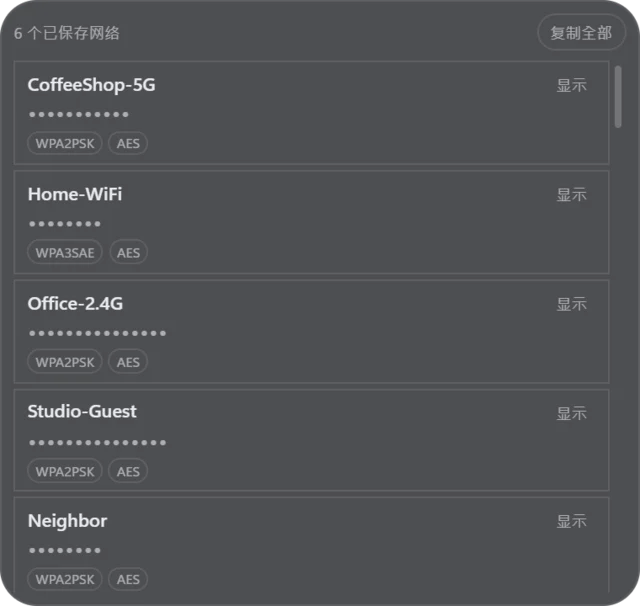 6 个已保存网络
复制全部
CoffeeShop-5G
显示
•••••••••••
WPA2PSK AES
Home-WiFi
显示
••••••••
WPA3SAE AES
Office-2.4G
显示
•••••••••••••••
WPA2PSK AES
Studio-Guest
显示
•••••••••••••••
WPA2PSK AES
Neighbor
显示
••••••••
WPA2PSK AES